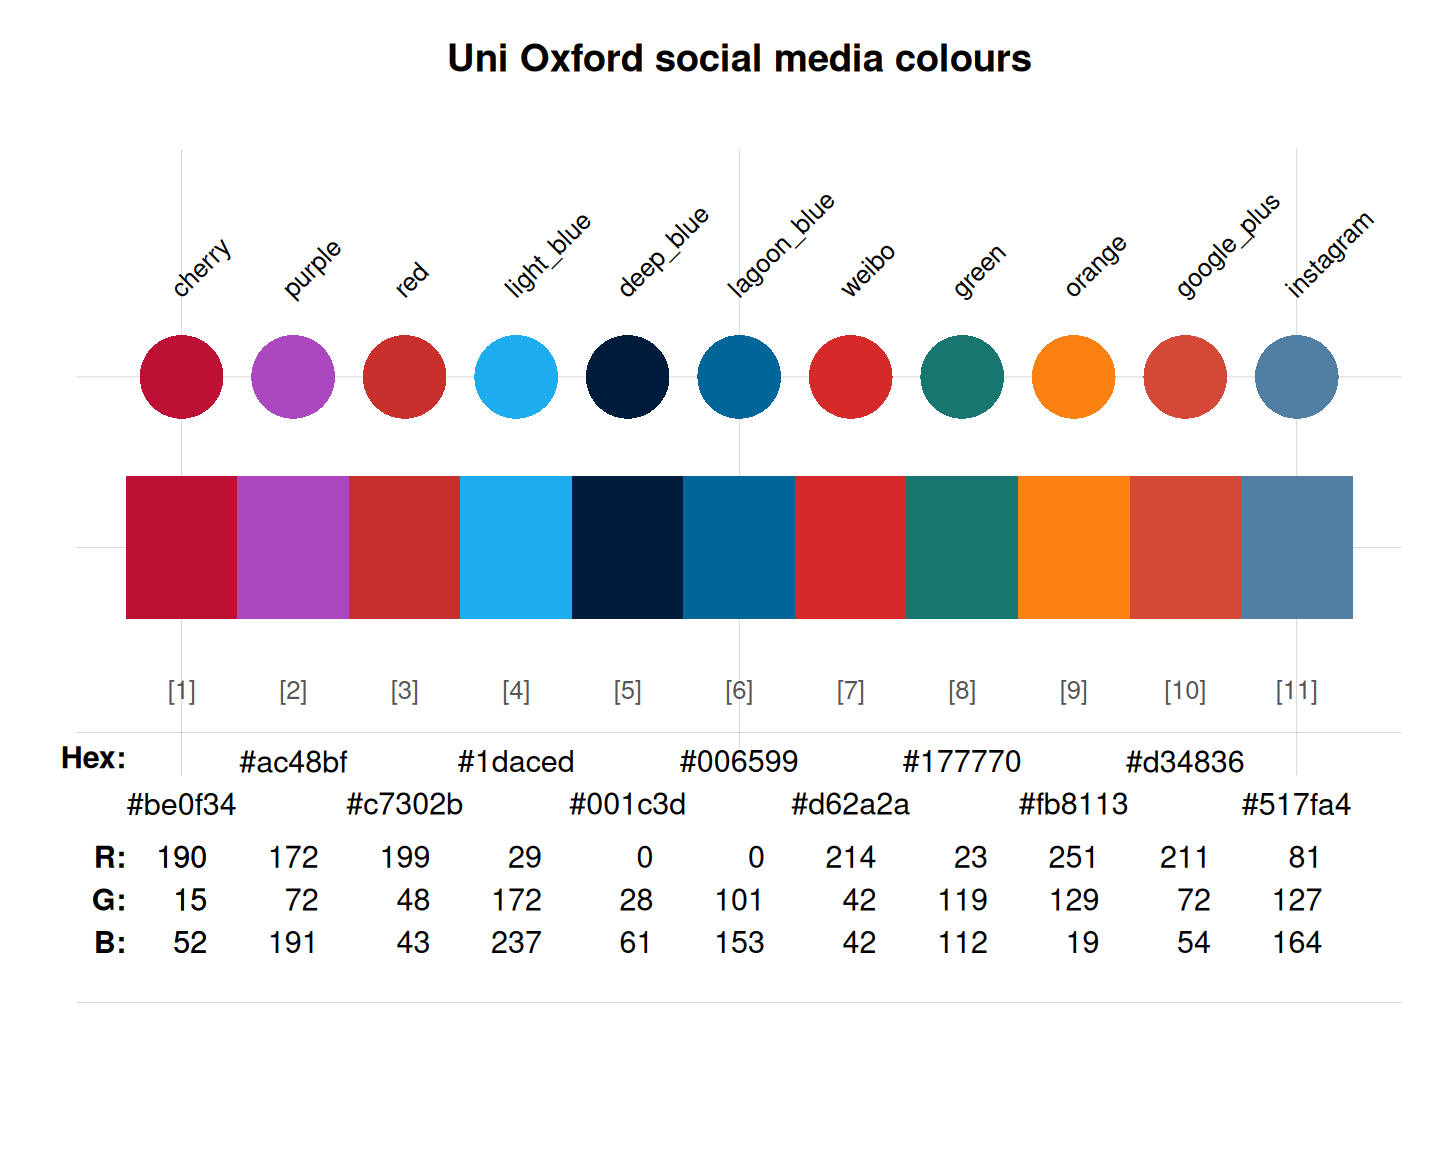 Uni Oxford social media colours
cherry purple red light_blue deep_blue lagoon_blue weibo green orange google_plus instagram
[1] [2] [3] [4] [5] [6] [7] [8] [9] [10] [11]
Hex: #ac48bf #1daced #006599 #177770 #d34836
#be0f34 #c7302b #001c3d #d62a2a #fb8113 #517fa4
R: 190 172 199 29 0 0 214 23 251 211 81
G: 15 72 48 172 28 101 42 119 129 72 127
B: 52 191 43 237 61 153 42 112 19 54 164